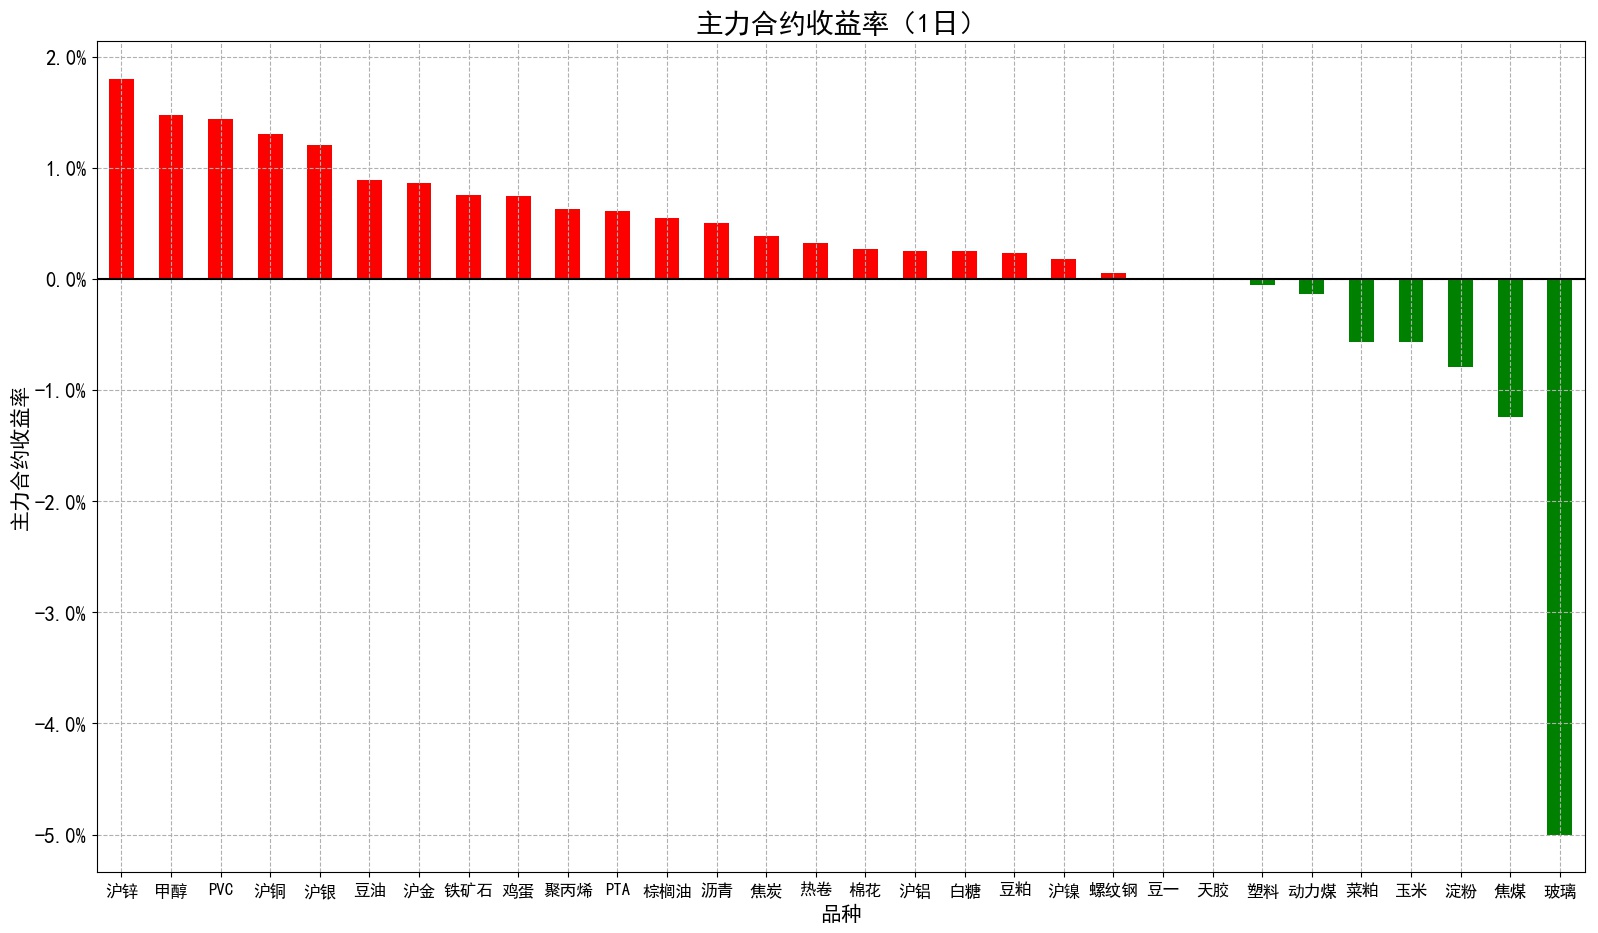 主力合约收益率（1日）
2.0%
1.0%
0.0%
−1.0%
−2.0%
−3.0%
−4.0%
−5.0%
主力合约收益率
沪锌 甲醇 PVC 沪铜 沪银 豆油 沪金 铁矿石 鸡蛋 聚丙烯 PTA 棕榈油 沥青 焦炭 热卷 棉花 沪铝 白糖 豆粕 沪镍 螺纹钢 豆一 天胶 塑料 动力煤 菜粕 玉米 淀粉 焦煤 玻璃
品种